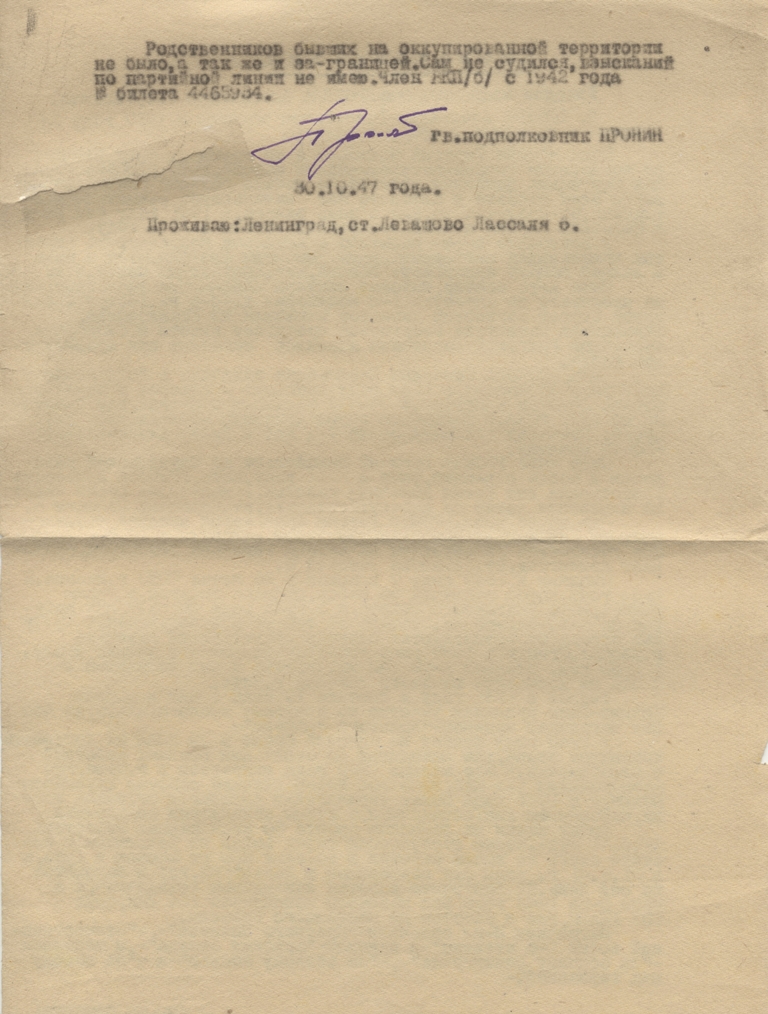 Родственников бывших на оккупированной территории
не было,а так же и за-границей.Сам не судился,взысканий
по партийной линии не имею.Член ВКП/б/ с 1942 года
№ билета 4465934.
гв.подполковник ПРОНИН
30.10.47 года.
Проживаю:Ленинград,ст.Левашово Лассаля 6.